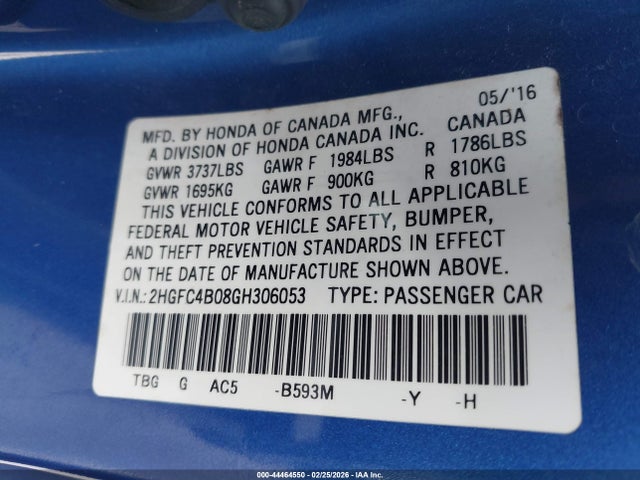 05/'16
MFD. BY HONDA OF CANADA MFG., CANADA
A DIVISION OF HONDA CANADA INC.
GVWR 3737LBS GAWR F 1984LBS R 1786LBS
GVWR 1695KG GAWR F 900KG R 810KG
THIS VEHICLE CONFORMS TO ALL APPLICABLE
FEDERAL MOTOR VEHICLE SAFETY, BUMPER,
AND THEFT PREVENTION STANDARDS IN EFFECT
ON THE DATE OF MANUFACTURE SHOWN ABOVE.
V.I.N.: 2HGFC4B08GH306053 TYPE: PASSENGER CAR
TBG G AC5 -B593M -Y -H
000-44464550 - 02/25/2026 - IAA Inc.